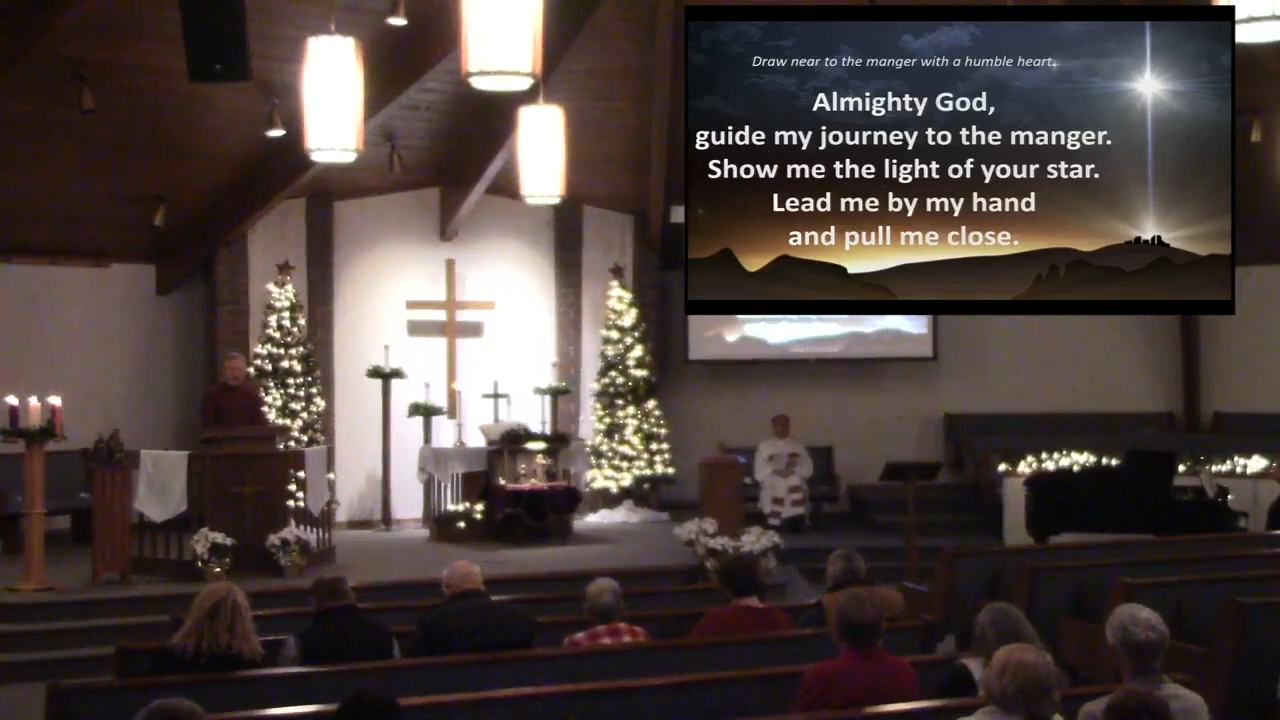 Draw near to the manger with a humble heart.
Almighty God,
guide my journey to the manger.
Show me the light of your star.
Lead me by my hand
and pull me close.